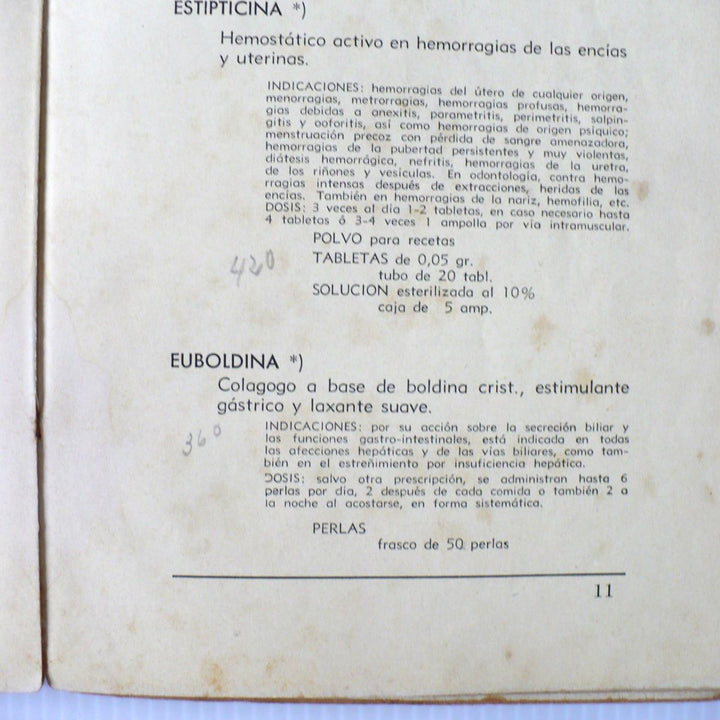 ESTIPTICINA *)
Hemostático activo en hemorragias de las encías
y uterinas.
INDICACIONES: hemorragias del útero de cualquier origen,
menorragias, metrorragias, hemorragias profusas, hemorra-
gias debidas a anexitis, parametritis, perimetritis, salpin-
gitis y ooforitis, así como hemorragias de origen psíquico;
menstruación precoz con pérdida de sangre amenazadora,
hemorragias de la pubertad persistentes y muy violentas,
diátesis hemorrágica, nefritis, hemorragias de la uretra,
de los riñones y vesículas. En odontología, contra hemo-
rragias intensas después de extracciones, heridas de las
encías. También en hemorragias de la nariz, hemofilia, etc.
DOSIS: 3 veces al día 1-2 tabletas, en caso necesario hasta
4 tabletas ó 3-4 veces 1 ampolla por vía intramuscular.
POLVO para recetas
TABLETAS de 0,05 gr.
420
tubo de 20 tabl.
SOLUCION esterilizada al 10%
caja de 5 amp.
EUBOLDINA *)
Colagogo a base de boldina crist., estimulante
gástrico y laxante suave.
360
INDICACIONES: por su acción sobre la secreción biliar y
las funciones gastro-intestinales, está indicada en todas
las afecciones hepáticas y de las vías biliares, como tam-
bién en el estreñimiento por insuficiencia hepática.
DOSIS: salvo otra prescripción, se administran hasta 6
perlas por día, 2 después de cada comida o también 2 a
la noche al acostarse, en forma sistemática.
PERLAS
frasco de 50 perlas
11